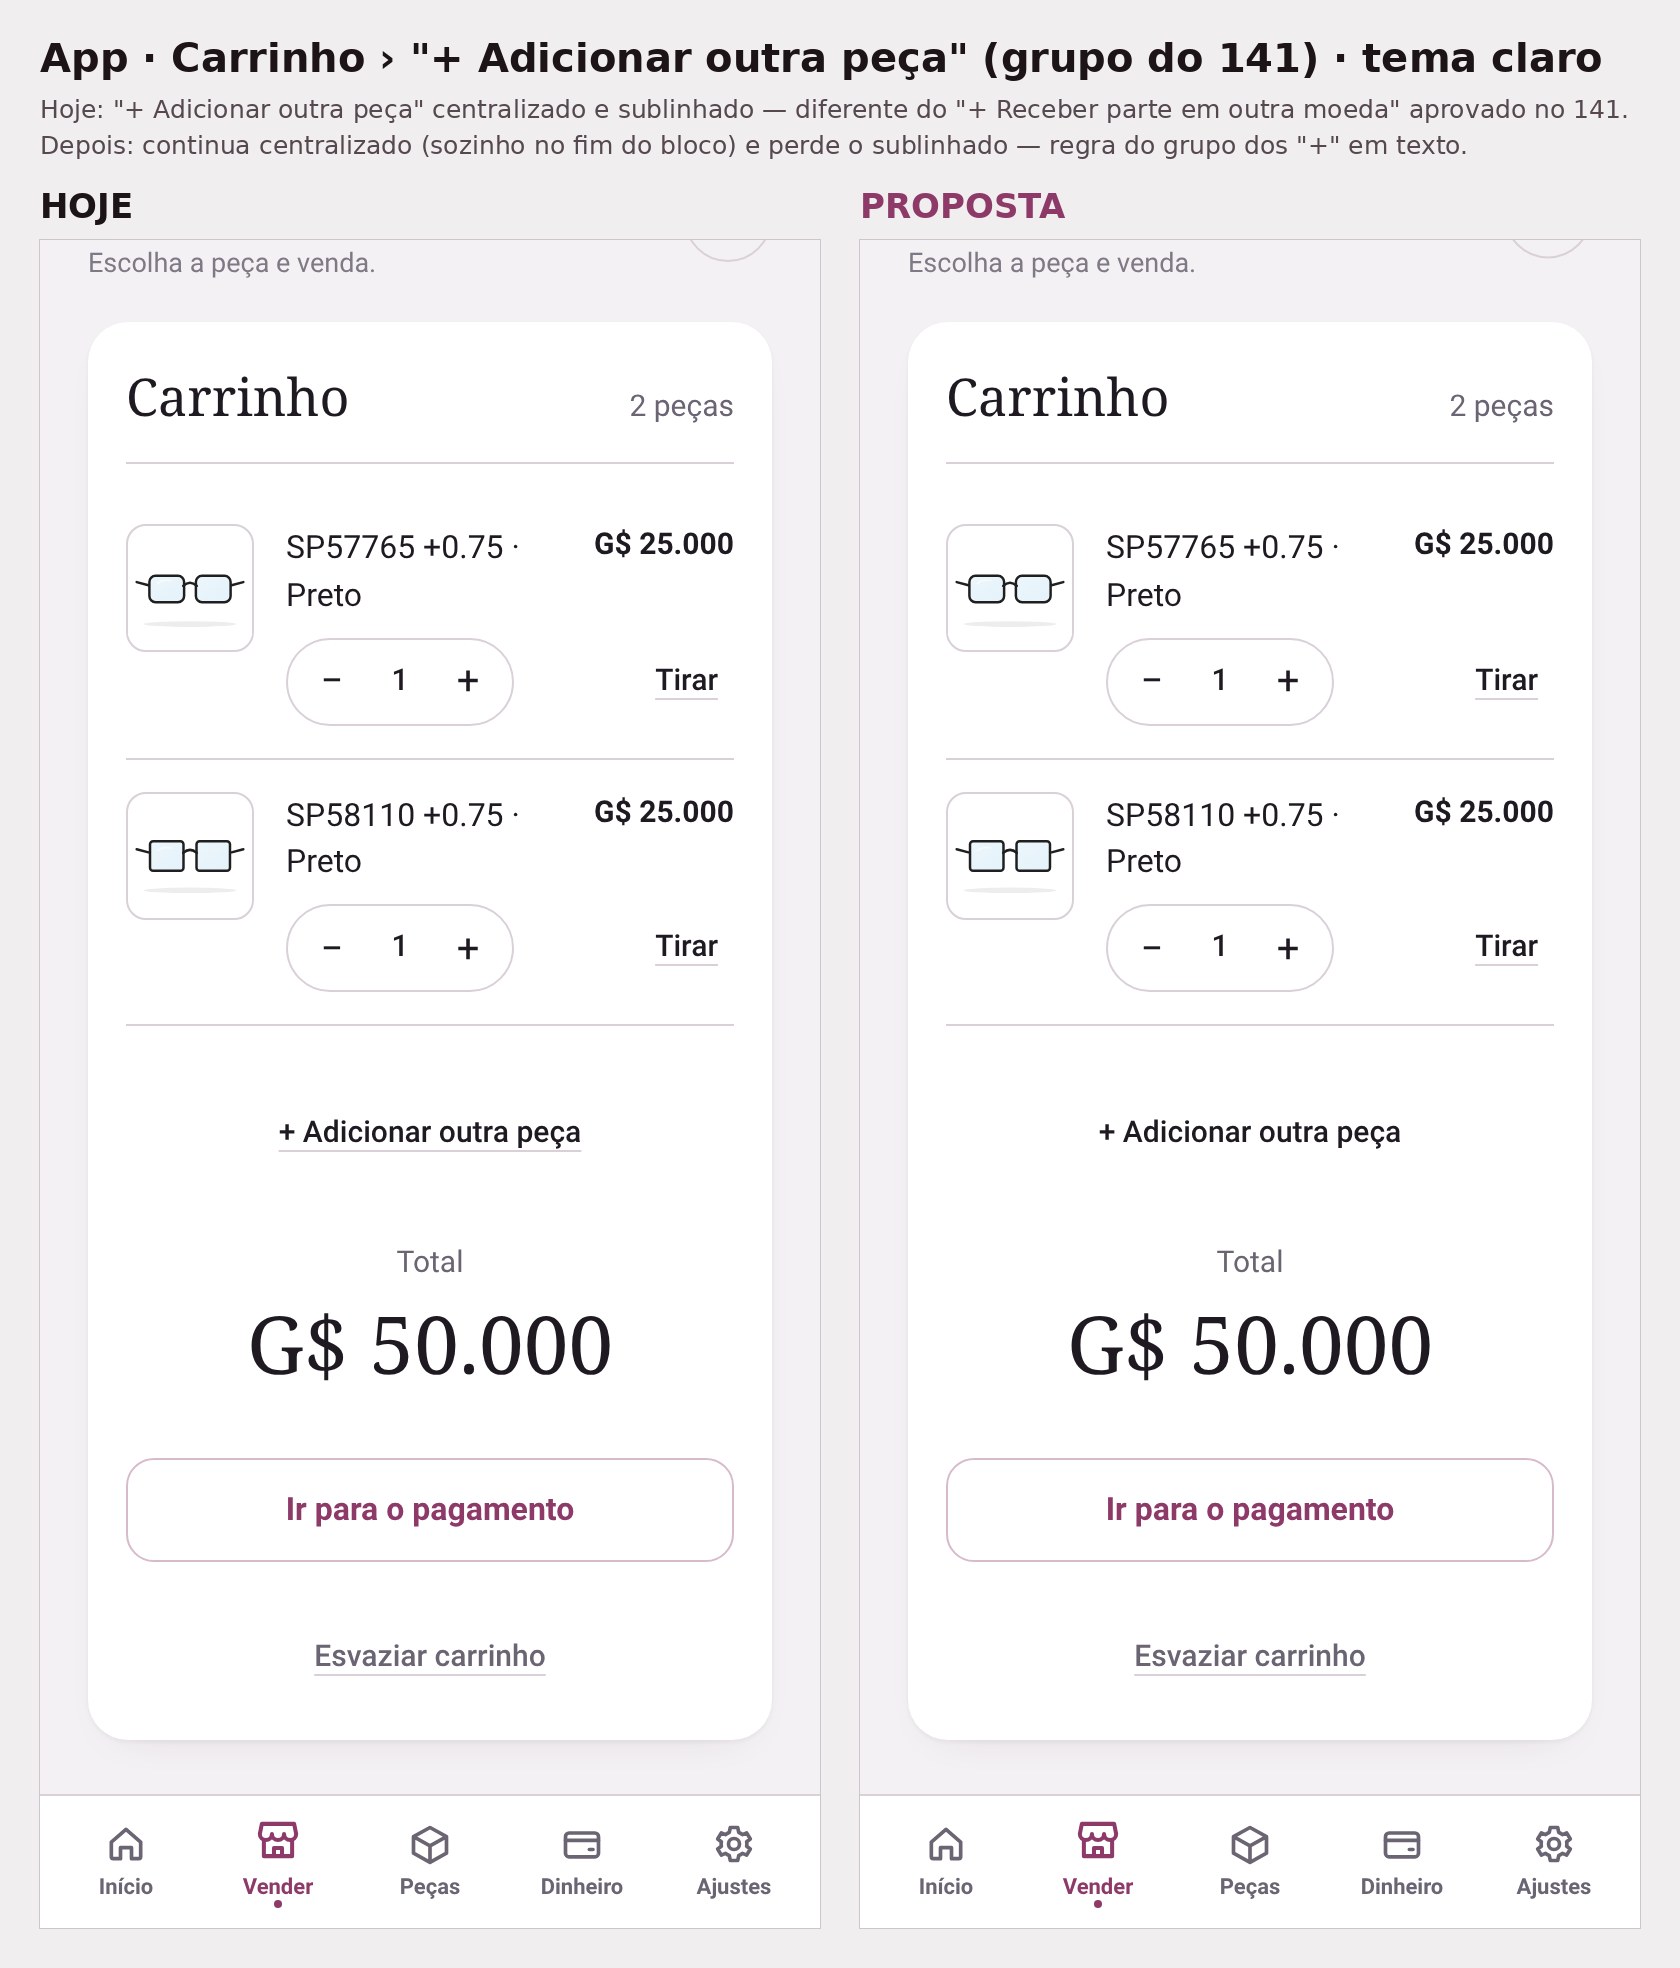 App · Carrinho › "+ Adicionar outra peça" (grupo do 141) · tema claro
Hoje: "+ Adicionar outra peça" centralizado e sublinhado — diferente do "+ Receber parte em outra moeda" aprovado no 141.
Depois: continua centralizado (sozinho no fim do bloco) e perde o sublinhado — regra do grupo dos "+" em texto.
HOJE
Escolha a peça e venda.
Carrinho
2 peças
SP57765 +0.75 ·
Preto
G$ 25.000
− 1 +
Tirar
SP58110 +0.75 ·
Preto
G$ 25.000
− 1 +
Tirar
+ Adicionar outra peça
Total
G$ 50.000
Ir para o pagamento
Esvaziar carrinho
Início
Vender
Peças
Dinheiro
Ajustes
PROPOSTA
Escolha a peça e venda.
Carrinho
2 peças
SP57765 +0.75 ·
Preto
G$ 25.000
− 1 +
Tirar
SP58110 +0.75 ·
Preto
G$ 25.000
− 1 +
Tirar
+ Adicionar outra peça
Total
G$ 50.000
Ir para o pagamento
Esvaziar carrinho
Início
Vender
Peças
Dinheiro
Ajustes